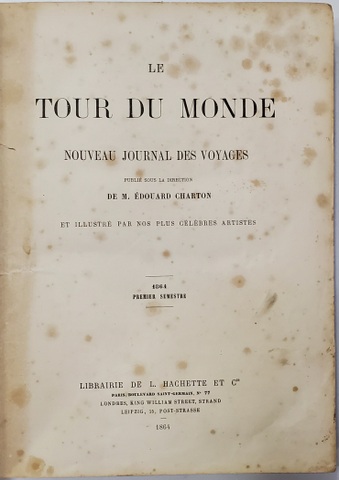 LE
TOUR DU MONDE
NOUVEAU JOURNAL DES VOYAGES
PUBLIÉ SOUS LA DIRECTION
DE M. ÉDOUARD CHARTON
ET ILLUSTRÉ PAR NOS PLUS CÉLÈBRES ARTISTES
1864
PREMIER SEMESTRE
LIBRAIRIE DE L. HACHETTE ET Cie
PARIS, BOULEVARD SAINT-GERMAIN, N° 77
LONDRES, KING WILLIAM STREET, STRAND
LEIPZIG, 15, POST-STRASSE
1864